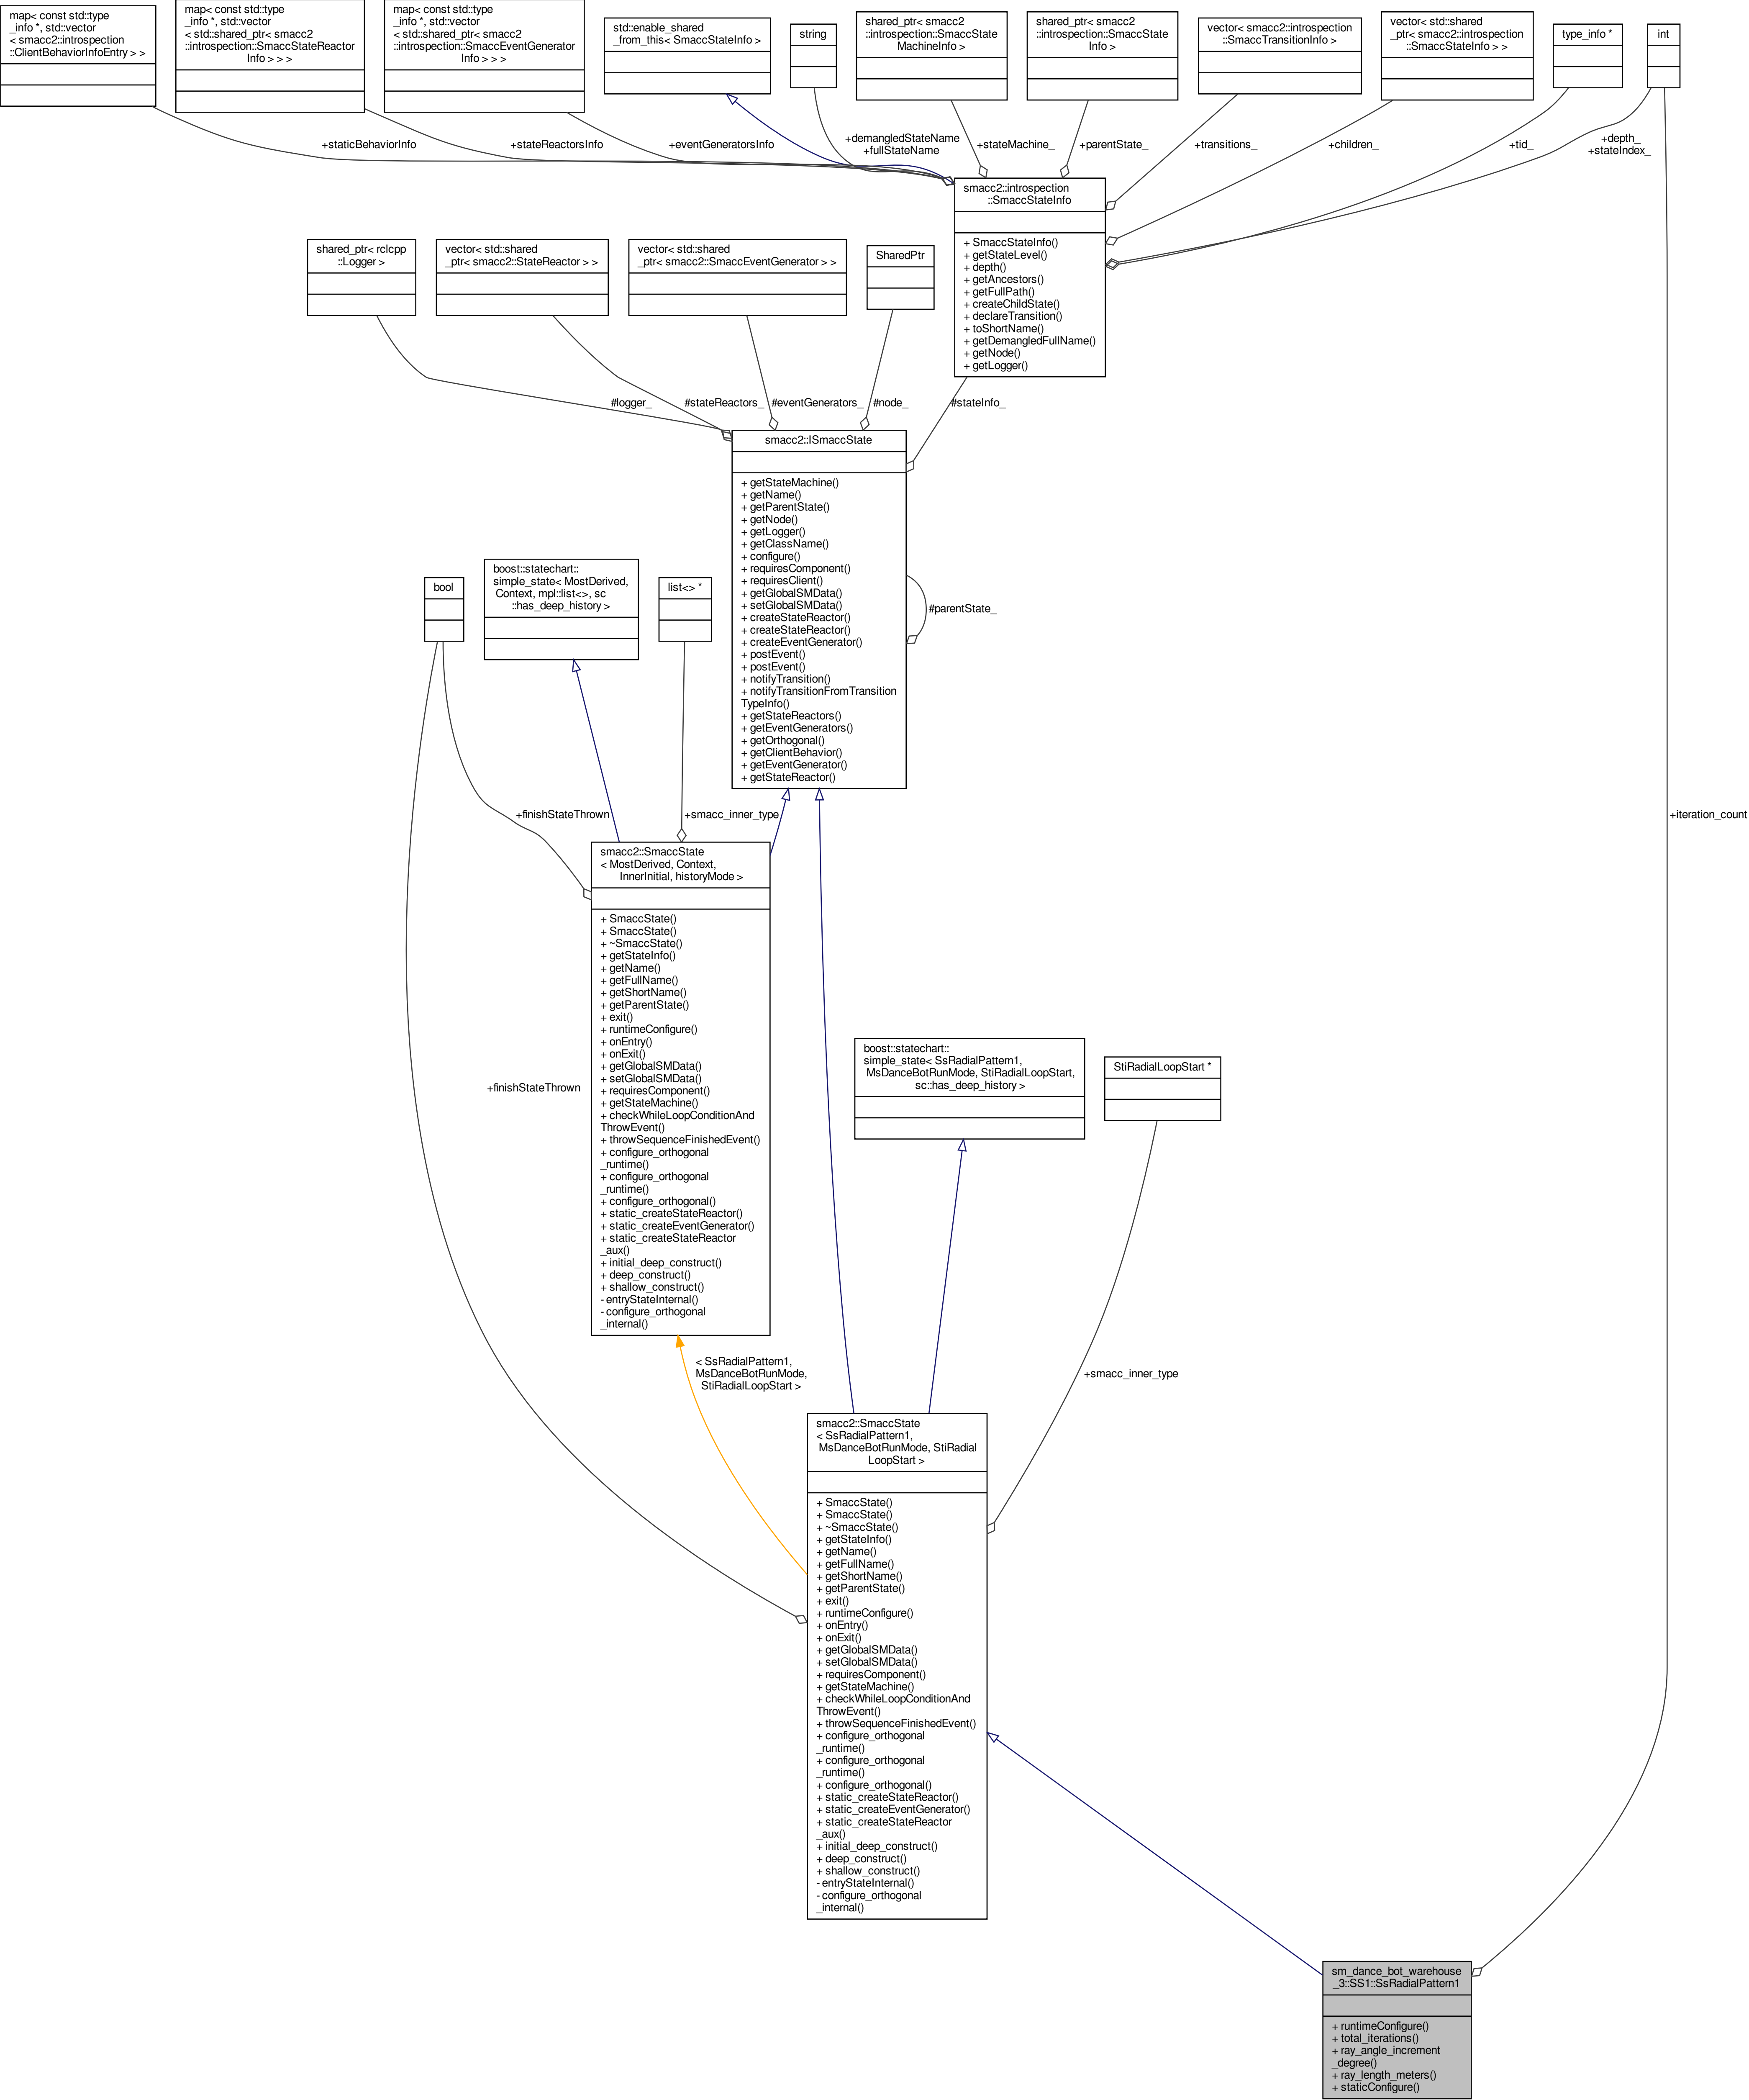 map< const std::type
_info *, std::vector
< smacc2::introspection
::ClientBehaviorInfoEntry > >
map< const std::type
_info *, std::vector
< std::shared_ptr< smacc2
::introspection::SmaccStateReactor
Info > > >
map< const std::type
_info *, std::vector
< std::shared_ptr< smacc2
::introspection::SmaccEventGenerator
Info > > >
std::enable_shared
_from_this< SmaccStateInfo >
string
shared_ptr< smacc2
::introspection::SmaccState
MachineInfo >
shared_ptr< smacc2
::introspection::SmaccState
Info >
vector< smacc2::introspection
::SmaccTransitionInfo >
vector< std::shared
_ptr< smacc2::introspection
::SmaccStateInfo > >
type_info *
int
+staticBehaviorInfo
+stateReactorsInfo
+eventGeneratorsInfo
+demangledStateName
+fullStateName
+stateMachine_
+parentState_
+transitions_
+children_
+tid_
+depth_
+stateIndex_
smacc2::introspection
::SmaccStateInfo
+ SmaccStateInfo()
+ getStateLevel()
+ depth()
+ getAncestors()
+ getFullPath()
+ createChildState()
+ declareTransition()
+ toShortName()
+ getDemangledFullName()
+ getNode()
+ getLogger()
shared_ptr< rclcpp
::Logger >
vector< std::shared
_ptr< smacc2::StateReactor > >
vector< std::shared
_ptr< smacc2::SmaccEventGenerator > >
SharedPtr
#logger_
#stateReactors_
#eventGenerators_
#node_
#stateInfo_
smacc2::ISmaccState
+ getStateMachine()
+ getName()
+ getParentState()
+ getNode()
+ getLogger()
+ getClassName()
+ configure()
+ requiresComponent()
+ requiresClient()
+ getGlobalSMData()
+ setGlobalSMData()
+ createStateReactor()
+ createStateReactor()
+ createEventGenerator()
+ postEvent()
+ postEvent()
+ notifyTransition()
+ notifyTransitionFromTransition
TypeInfo()
+ getStateReactors()
+ getEventGenerators()
+ getOrthogonal()
+ getClientBehavior()
+ getEventGenerator()
+ getStateReactor()
#parentState_
bool
boost::statechart::
simple_state< MostDerived,
Context, mpl::list<>, sc
::has_deep_history >
list<> *
+finishStateThrown
+smacc_inner_type
+iteration_count
smacc2::SmaccState
< MostDerived, Context,
InnerInitial, historyMode >
+ SmaccState()
+ SmaccState()
+ ~SmaccState()
+ getStateInfo()
+ getName()
+ getFullName()
+ getShortName()
+ getParentState()
+ exit()
+ runtimeConfigure()
+ onEntry()
+ onExit()
+ getGlobalSMData()
+ setGlobalSMData()
+ requiresComponent()
+ getStateMachine()
+ checkWhileLoopConditionAnd
ThrowEvent()
+ throwSequenceFinishedEvent()
+ configure_orthogonal
_runtime()
+ configure_orthogonal
_runtime()
+ configure_orthogonal()
+ static_createStateReactor()
+ static_createEventGenerator()
+ static_createStateReactor
_aux()
+ initial_deep_construct()
+ deep_construct()
+ shallow_construct()
- entryStateInternal()
- configure_orthogonal
_internal()
+finishStateThrown
boost::statechart::
simple_state< SsRadialPattern1,
MsDanceBotRunMode, StiRadialLoopStart,
sc::has_deep_history >
StiRadialLoopStart *
< SsRadialPattern1,
MsDanceBotRunMode,
StiRadialLoopStart >
+smacc_inner_type
smacc2::SmaccState
< SsRadialPattern1,
MsDanceBotRunMode, StiRadial
LoopStart >
+ SmaccState()
+ SmaccState()
+ ~SmaccState()
+ getStateInfo()
+ getName()
+ getFullName()
+ getShortName()
+ getParentState()
+ exit()
+ runtimeConfigure()
+ onEntry()
+ onExit()
+ getGlobalSMData()
+ setGlobalSMData()
+ requiresComponent()
+ getStateMachine()
+ checkWhileLoopConditionAnd
ThrowEvent()
+ throwSequenceFinishedEvent()
+ configure_orthogonal
_runtime()
+ configure_orthogonal
_runtime()
+ configure_orthogonal()
+ static_createStateReactor()
+ static_createEventGenerator()
+ static_createStateReactor
_aux()
+ initial_deep_construct()
+ deep_construct()
+ shallow_construct()
- entryStateInternal()
- configure_orthogonal
_internal()
sm_dance_bot_warehouse
_3::SS1::SsRadialPattern1
+ runtimeConfigure()
+ total_iterations()
+ ray_angle_increment
_degree()
+ ray_length_meters()
+ staticConfigure()